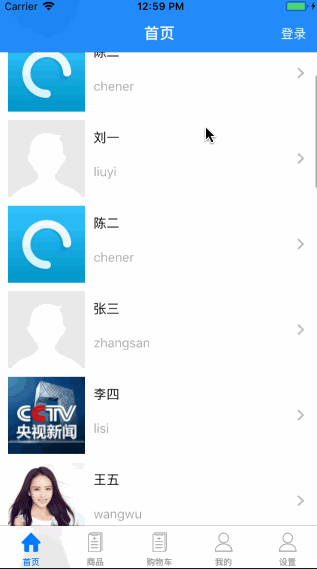 Carrier 12:59 PM
首页 登录
陈二
chener
刘一
liuyi
陈二
chener
张三
zhangsan
CCTV
央视新闻
李四
lisi
王五
wangwu
首页 商品 购物车 我的 设置